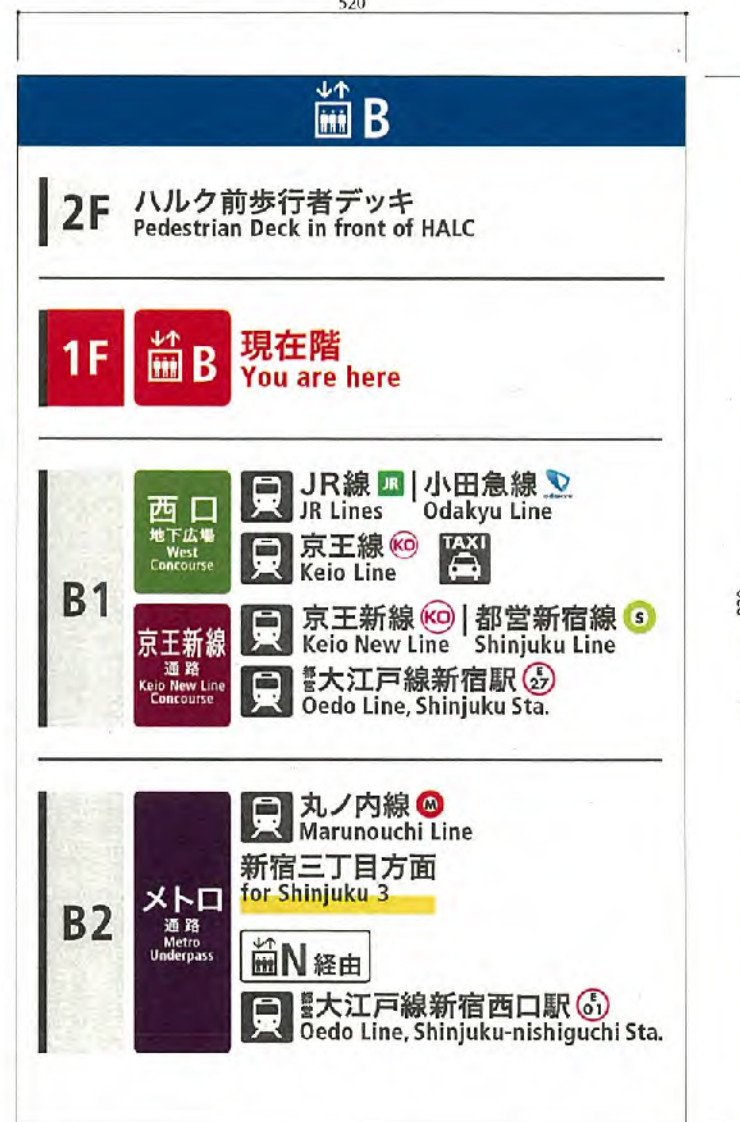 520
B
2F
ハルク前歩行者デッキ
Pedestrian Deck in front of HALC
1F
B
現在階
You are here
B1
西口
地下広場
West
Concourse
JR線 JR | 小田急線
JR Lines Odakyu Line
京王線 KO TAXI
Keio Line
京王新線
通路
Keio New Line
Concourse
京王新線 KO | 都営新宿線 S
Keio New Line Shinjuku Line
都営大江戸線新宿駅 E 27
Oedo Line, Shinjuku Sta.
B2
メトロ
通路
Metro
Underpass
丸ノ内線 M
Marunouchi Line
新宿三丁目方面
for Shinjuku 3
N 経由
都営大江戸線新宿西口駅 E 01
Oedo Line, Shinjuku-nishiguchi Sta.